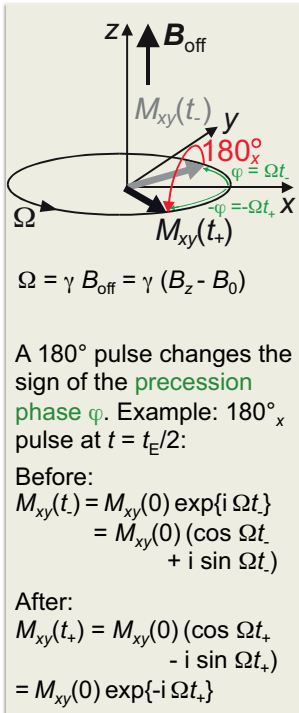 z
B_off
M_xy(t_-)
y
180°_x
φ = Ωt_-
x
-φ = -Ωt_+
Ω
M_xy(t_+)
Ω = γ B_off = γ (B_z - B_0)
A 180° pulse changes the
sign of the precession
phase φ. Example: 180°_x
pulse at t = t_E/2:
Before:
M_xy(t_-) = M_xy(0) exp{i Ωt_-}
= M_xy(0) (cos Ωt_-
+ i sin Ωt_-)
After:
M_xy(t_+) = M_xy(0) (cos Ωt_+
- i sin Ωt_+)
= M_xy(0) exp{-i Ωt_+}